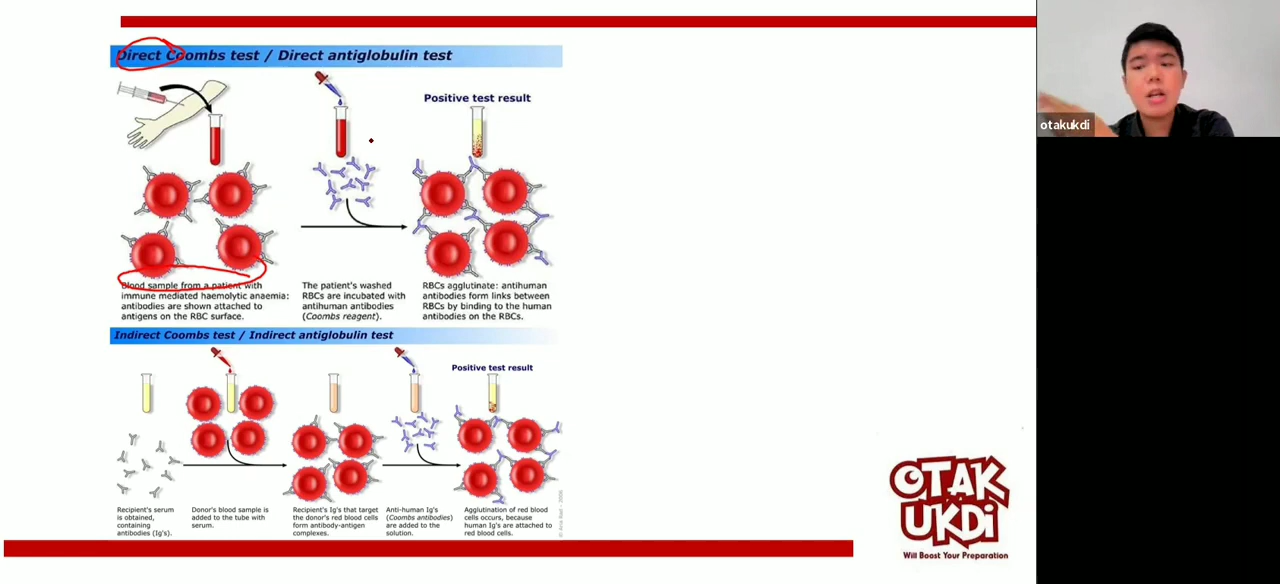 Direct Coombs test / Direct antiglobulin test
Positive test result
Blood sample from a patient with
immune mediated haemolytic anaemia:
antibodies are shown attached to
antigens on the RBC surface.
The patient's washed
RBCs are incubated with
antihuman antibodies
(Coombs reagent).
RBCs agglutinate: antihuman
antibodies form links between
RBCs by binding to the human
antibodies on the RBCs.
Indirect Coombs test / Indirect antiglobulin test
Positive test result
Recipient's serum
is obtained,
containing
antibodies (Ig's).
Donor's blood sample is
added to the tube with
serum.
Recipient's Ig's that target
the donor's red blood cells
form antibody-antigen
complexes.
Anti-human Ig's
(Coombs antibodies)
are added to the
solution.
Agglutination of red blood
cells occurs, because
human Ig's are attached to
red blood cells.
otakukdi
OTAK
UKDi
Will Boost Your Preparation